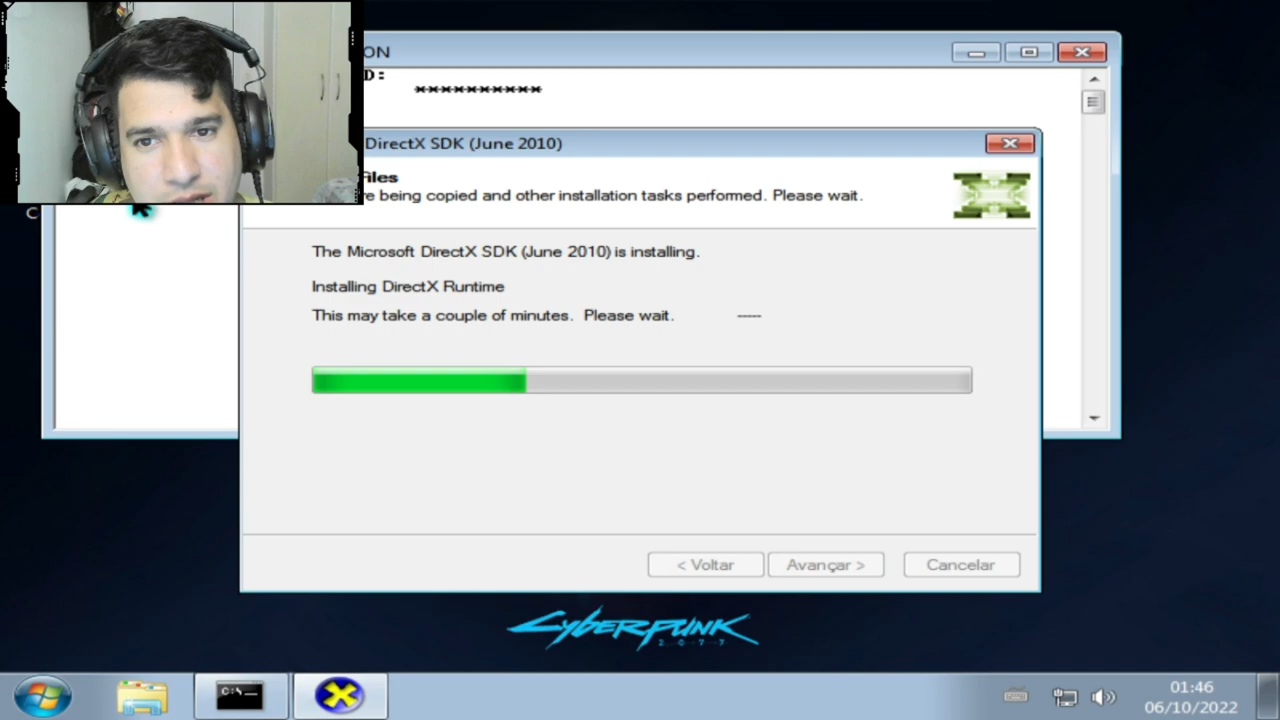 ON
D:
**********
DirectX SDK (June 2010)
Files
re being copied and other installation tasks performed. Please wait.
C
The Microsoft DirectX SDK (June 2010) is installing.
Installing DirectX Runtime
This may take a couple of minutes. Please wait. -----
< Voltar
Avançar >
Cancelar
CYBERPUNK
2077
C:\
01:46
06/10/2022